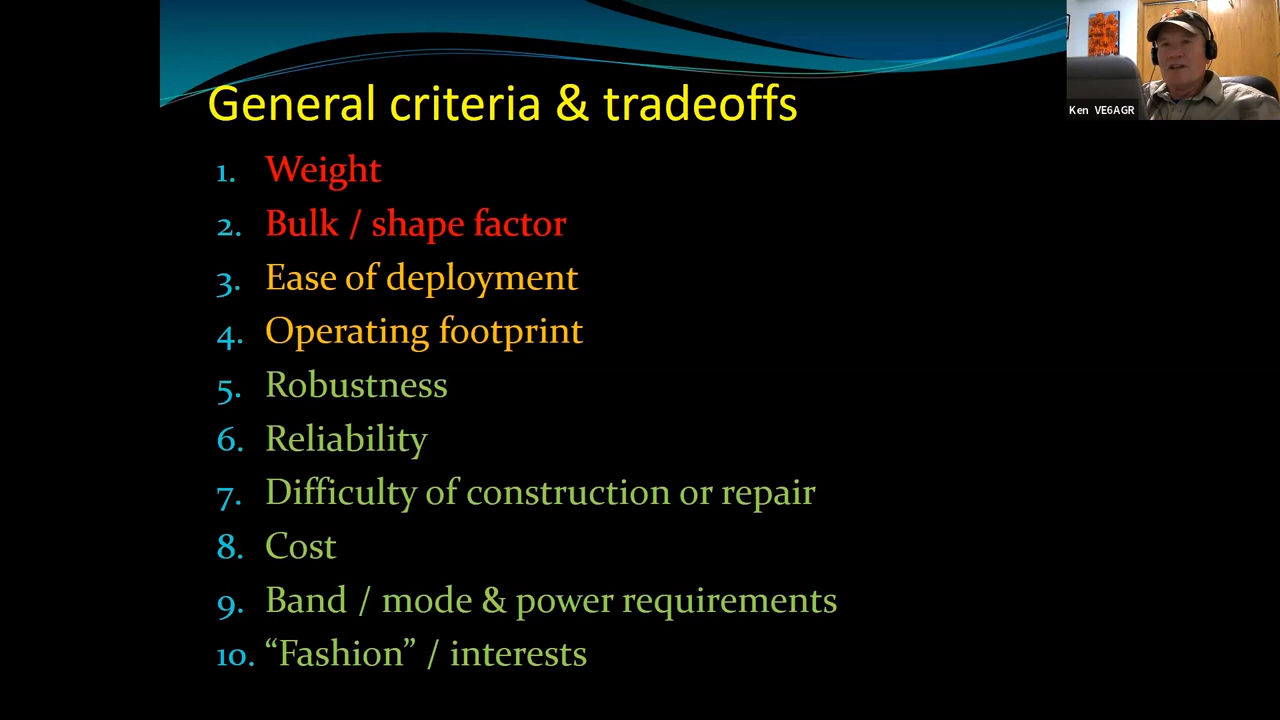 General criteria & tradeoffs
1. Weight
2. Bulk / shape factor
3. Ease of deployment
4. Operating footprint
5. Robustness
6. Reliability
7. Difficulty of construction or repair
8. Cost
9. Band / mode & power requirements
10. “Fashion” / interests
Ken VE6AGR